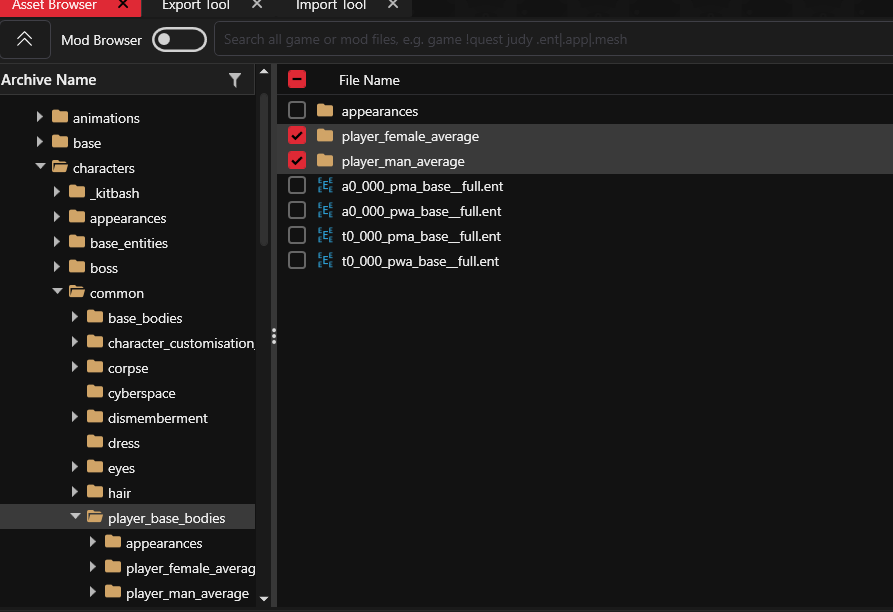 Asset Browser
Export Tool
Import Tool
Mod Browser
Search all game or mod files, e.g. game !quest judy .ent|.app|.mesh
Archive Name
animations
base
characters
_kitbash
appearances
base_entities
boss
common
base_bodies
character_customisation_
corpse
cyberspace
dismemberment
dress
eyes
hair
player_base_bodies
appearances
player_female_averag
player_man_average
File Name
appearances
player_female_average
player_man_average
a0_000_pma_base__full.ent
a0_000_pwa_base__full.ent
t0_000_pma_base__full.ent
t0_000_pwa_base__full.ent